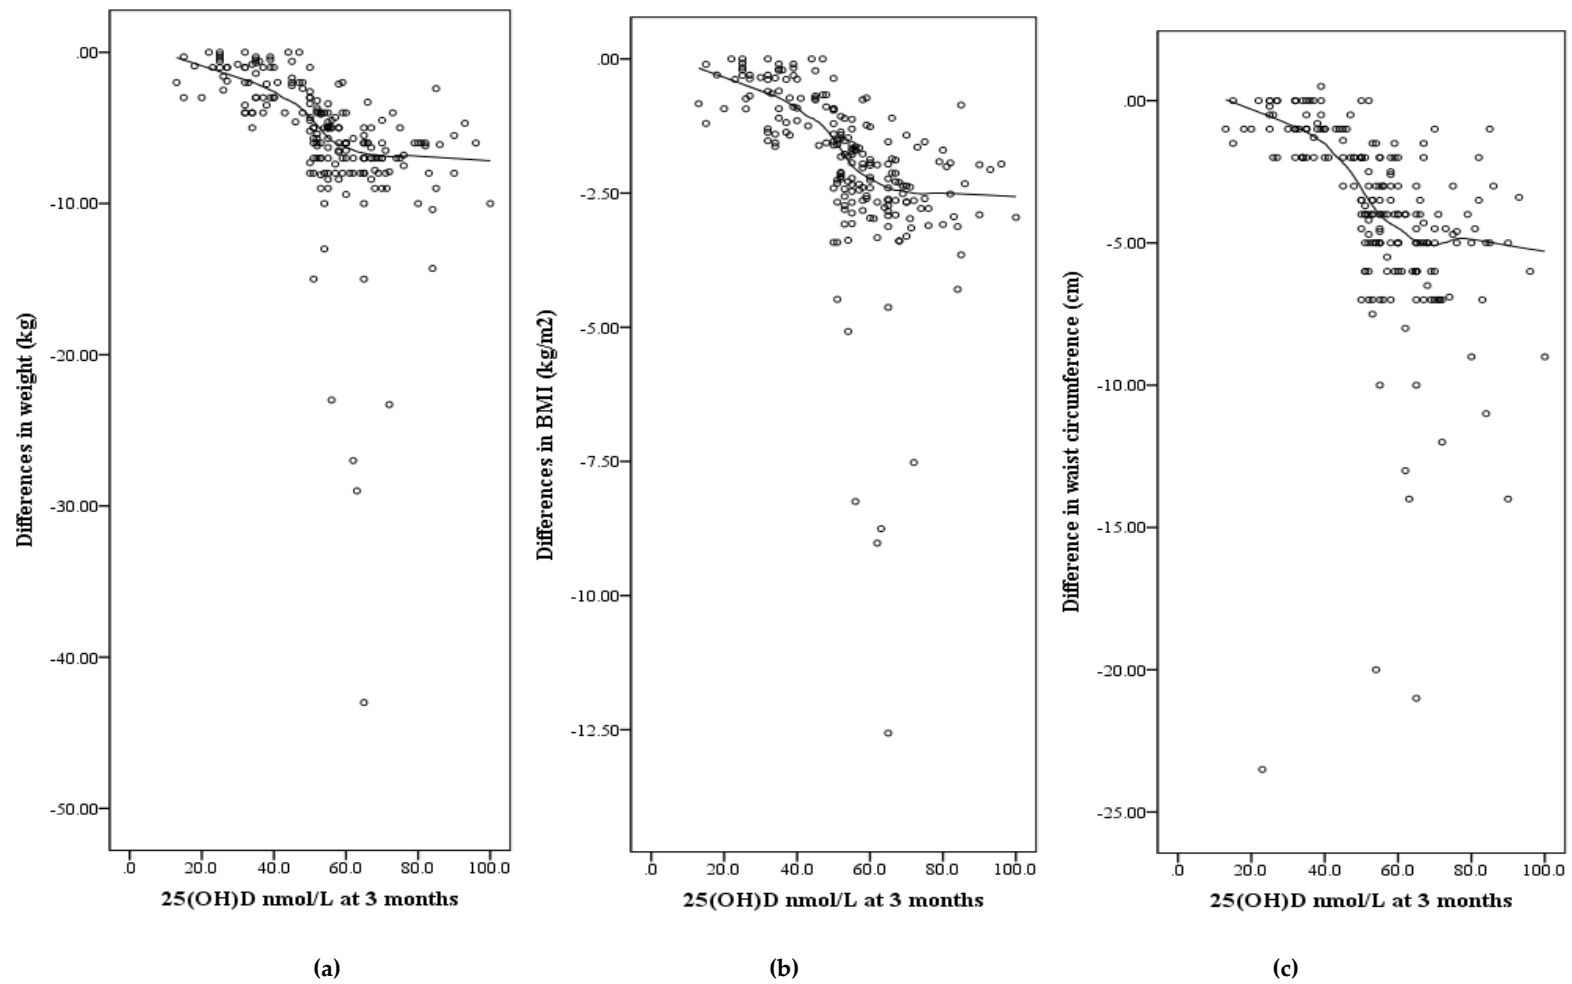 Differences in weight (kg)
.00
-10.00
-20.00
-30.00
-40.00
-50.00
.0 20.0 40.0 60.0 80.0 100.0
25(OH)D nmol/L at 3 months
(a)
Differences in BMI (kg/m2)
.00
-2.50
-5.00
-7.50
-10.00
-12.50
.0 20.0 40.0 60.0 80.0 100.0
25(OH)D nmol/L at 3 months
(b)
Difference in waist circumference (cm)
.00
-5.00
-10.00
-15.00
-20.00
-25.00
.0 20.0 40.0 60.0 80.0 100.0
25(OH)D nmol/L at 3 months
(c)